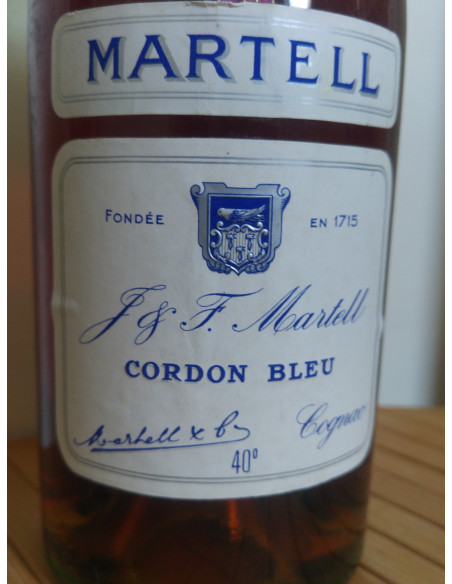 MARTELL
FONDÉE EN 1715
J & F. Martell
CORDON BLEU
Martell & Co Cognac
40°